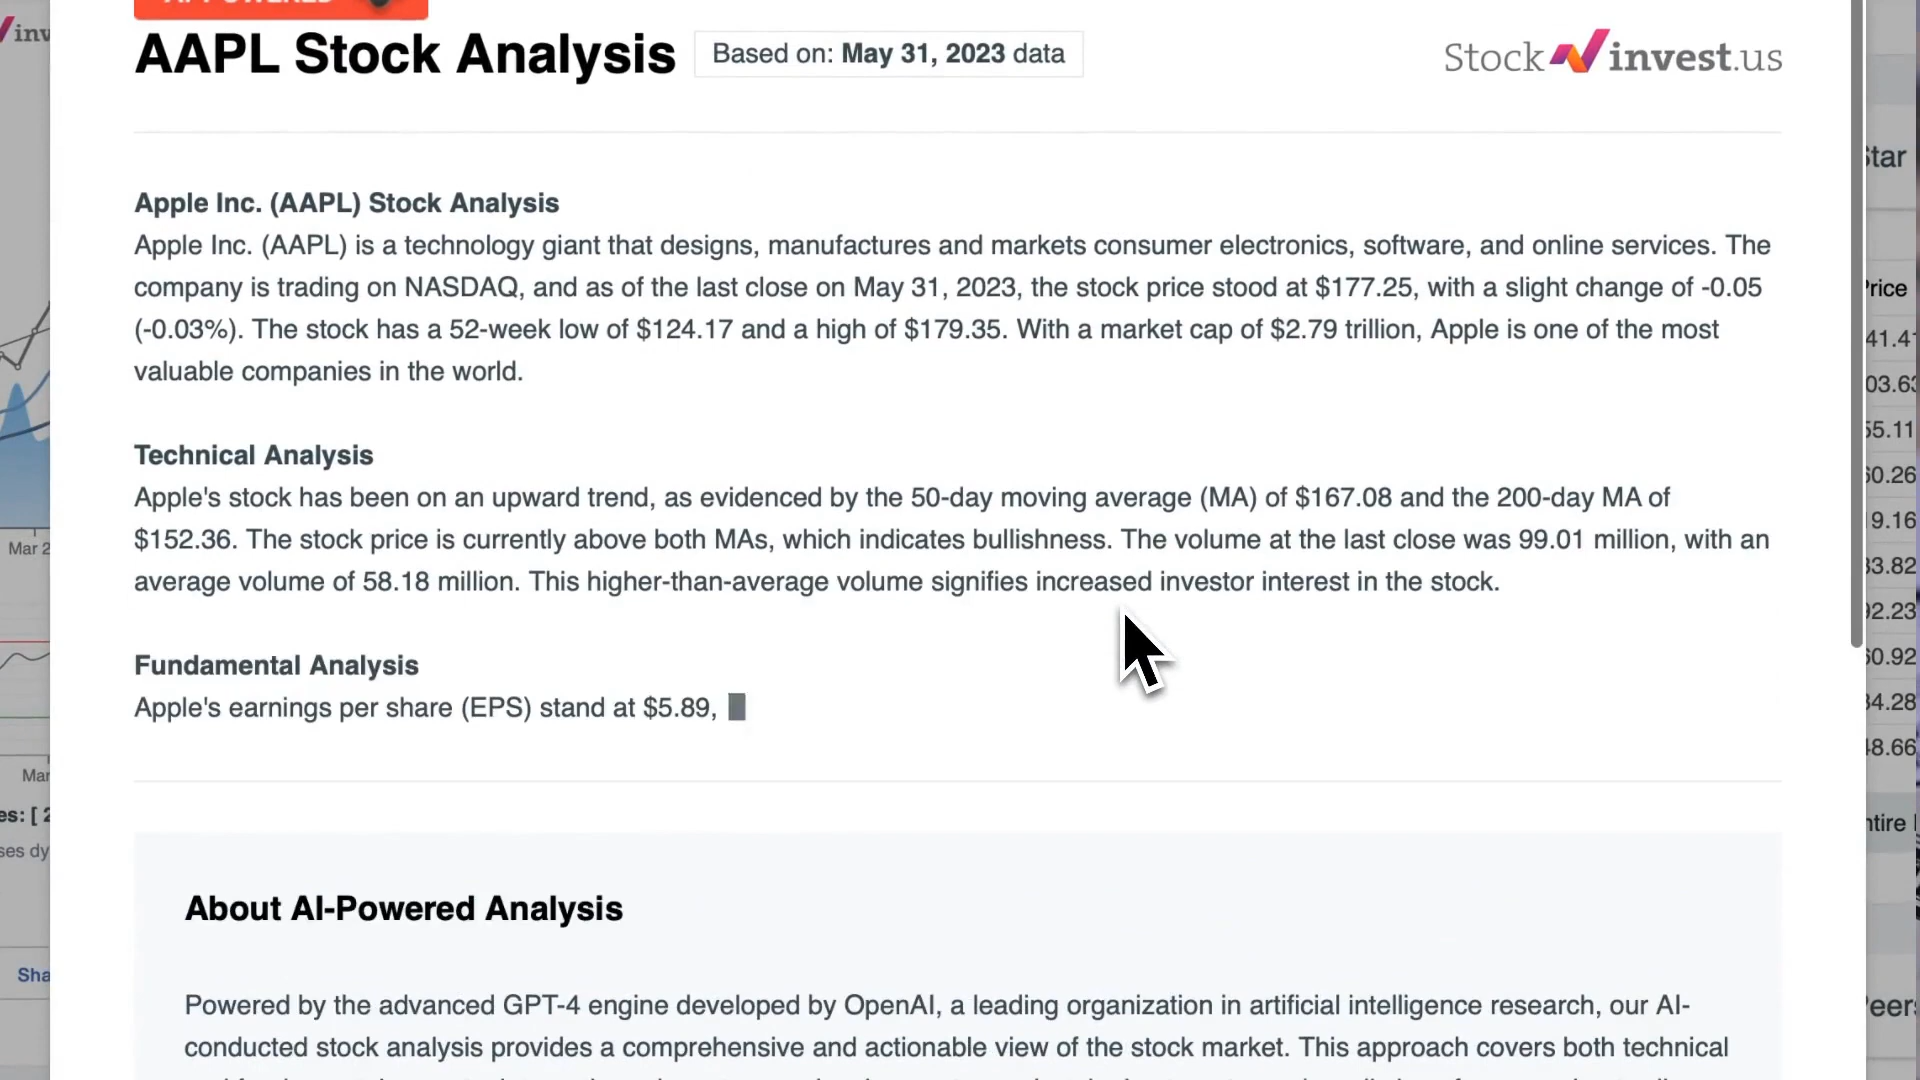 AAPL Stock Analysis
Based on: May 31, 2023 data
Stock invest.us
Apple Inc. (AAPL) Stock Analysis
Apple Inc. (AAPL) is a technology giant that designs, manufactures and markets consumer electronics, software, and online services. The
company is trading on NASDAQ, and as of the last close on May 31, 2023, the stock price stood at $177.25, with a slight change of -0.05
(-0.03%). The stock has a 52-week low of $124.17 and a high of $179.35. With a market cap of $2.79 trillion, Apple is one of the most
valuable companies in the world.
Technical Analysis
Apple's stock has been on an upward trend, as evidenced by the 50-day moving average (MA) of $167.08 and the 200-day MA of
$152.36. The stock price is currently above both MAs, which indicates bullishness. The volume at the last close was 99.01 million, with an
average volume of 58.18 million. This higher-than-average volume signifies increased investor interest in the stock.
Fundamental Analysis
Apple's earnings per share (EPS) stand at $5.89,
About AI-Powered Analysis
Powered by the advanced GPT-4 engine developed by OpenAI, a leading organization in artificial intelligence research, our AI-
conducted stock analysis provides a comprehensive and actionable view of the stock market. This approach covers both technical
Mar 2
Mar
es: [ 2
ses dy
Sha